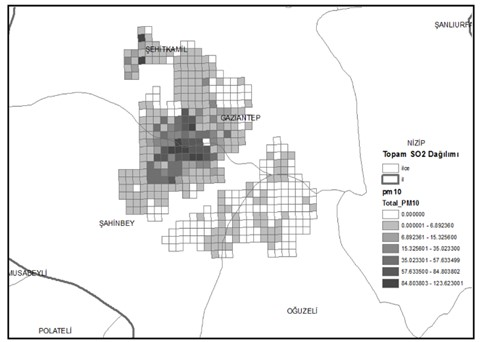 ŞANLIURF
ŞEHİTKAMİL
GAZİANTEP
NİZİP
Topam SO2 Dağılımı
ilce
il
pm10
Total_PM10
0.000000
0.000001 - 6.892360
6.892361 - 15.325600
15.325601 - 35.023300
35.023301 - 57.633499
57.633500 - 84.803802
84.803803 - 123.623001
ŞAHİNBEY
MUSABEYLİ
OĞUZELİ
POLATELİ